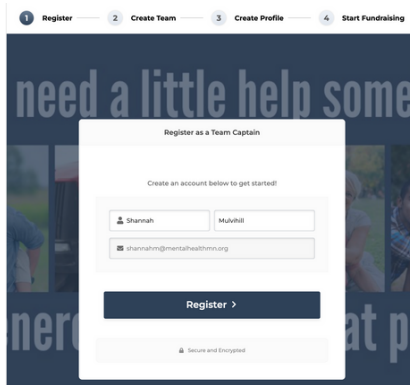 1 Register 2 Create Team 3 Create Profile 4 Start Fundraising
need a little help some
Register as a Team Captain
Create an account below to get started!
Shannah Mulvihill
shannahm@mentalhealthmn.org
Register >
Secure and Encrypted
at p